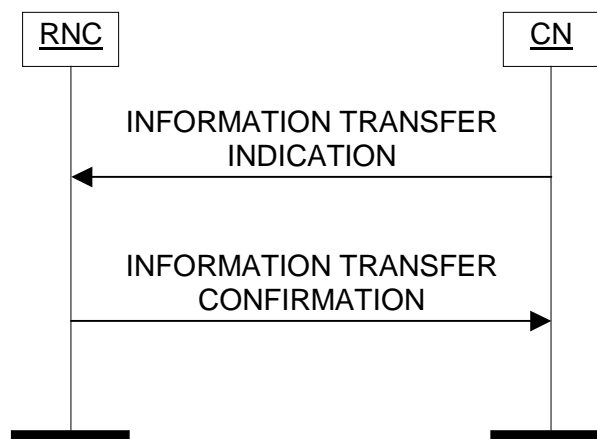 RNC
CN
INFORMATION TRANSFER
INDICATION
INFORMATION TRANSFER
CONFIRMATION